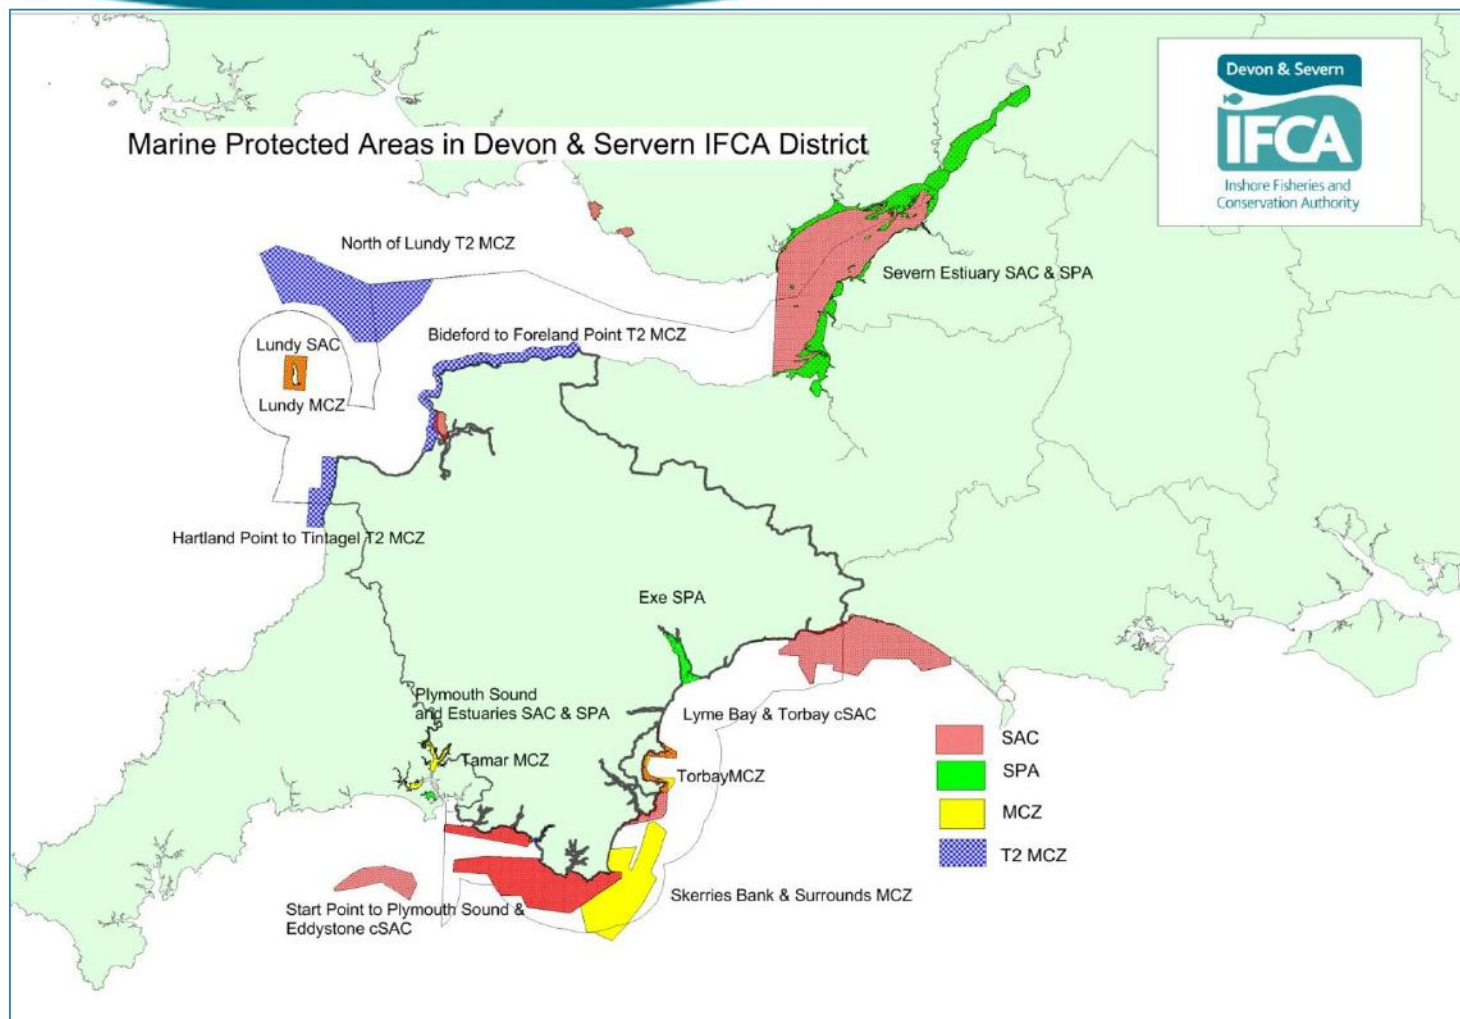 Devon & Severn
IFCA
Inshore Fisheries and
Conservation Authority
Marine Protected Areas in Devon & Servern IFCA District
North of Lundy T2 MCZ
Severn Estiuary SAC & SPA
Bideford to Foreland Point T2 MCZ
Lundy SAC
Lundy MCZ
Hartland Point to Tintagel T2 MCZ
Exe SPA
Plymouth Sound
and Estuaries SAC & SPA
Lyme Bay & Torbay cSAC
Tamar MCZ
TorbayMCZ
Skerries Bank & Surrounds MCZ
Start Point to Plymouth Sound &
Eddystone cSAC
SAC
SPA
MCZ
T2 MCZ